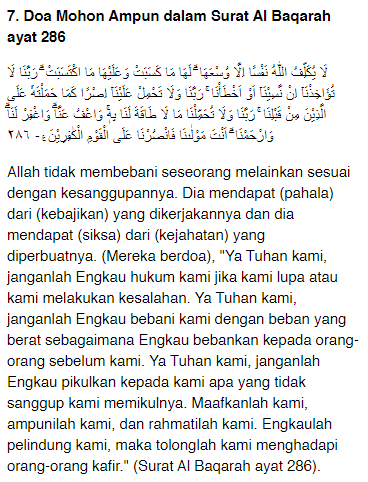 7. Doa Mohon Ampun dalam Surat Al Baqarah
ayat 286
لَا يُكَلِّفُ اللّٰهُ نَفْسًا اِلَّا وُسْعَهَا ۗ لَهَا مَا كَسَبَتْ وَعَلَيْهَا مَا اكْتَسَبَتْ ۗ رَبَّنَا لَا
تُؤَاخِذْنَآ اِنْ نَّسِيْنَآ اَوْ اَخْطَأْنَا ۚ رَبَّنَا وَلَا تَحْمِلْ عَلَيْنَآ اِصْرًا كَمَا حَمَلْتَهٗ عَلَى
الَّذِيْنَ مِنْ قَبْلِنَا ۚ رَبَّنَا وَلَا تُحَمِّلْنَا مَا لَا طَاقَةَ لَنَا بِهٖۚ وَاعْفُ عَنَّاۗ وَاغْفِرْ لَنَاۗ
وَارْحَمْنَا ۗ اَنْتَ مَوْلٰىنَا فَانْصُرْنَا عَلَى الْقَوْمِ الْكٰفِرِيْنَ ࣖ - ٢٨٦
Allah tidak membebani seseorang melainkan sesuai
dengan kesanggupannya. Dia mendapat (pahala)
dari (kebajikan) yang dikerjakannya dan dia
mendapat (siksa) dari (kejahatan) yang
diperbuatnya. (Mereka berdoa), "Ya Tuhan kami,
janganlah Engkau hukum kami jika kami lupa atau
kami melakukan kesalahan. Ya Tuhan kami,
janganlah Engkau bebani kami dengan beban yang
berat sebagaimana Engkau bebankan kepada orang-
orang sebelum kami. Ya Tuhan kami, janganlah
Engkau pikulkan kepada kami apa yang tidak
sanggup kami memikulnya. Maafkanlah kami,
ampunilah kami, dan rahmatilah kami. Engkaulah
pelindung kami, maka tolonglah kami menghadapi
orang-orang kafir." (Surat Al Baqarah ayat 286).